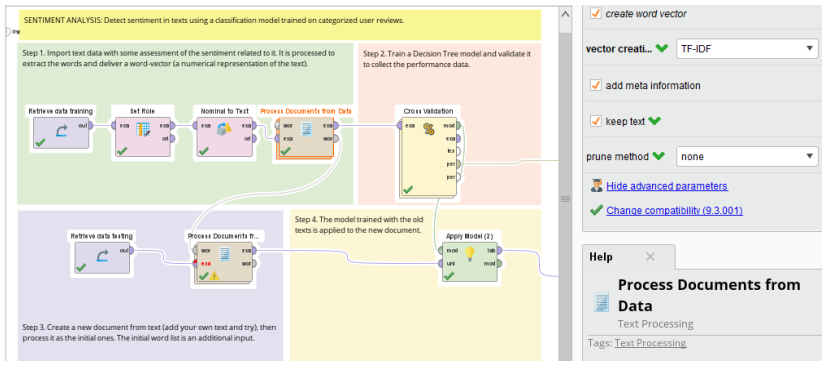 SENTIMENT ANALYSIS: Detect sentiment in texts using a classification model trained on categorized user reviews.
Step 1. Import text data with some assessment of the sentiment related to it. It is processed to
extract the words and deliver a word-vector (a numerical representation of the text).
Step 2. Train a Decision Tree model and validate it
to collect the performance data.
Retrieve data training
Set Role
Nominal to Text
Process Documents from Data
Cross Validation
out
exa
exa
ori
exa
exa
ori
wor
exa
exa
wor
exa
mod
exa
tes
per
per
Step 4. The model trained with the old
texts is applied to the new document.
Retrieve data testing
Process Documents fr...
Apply Model (2)
out
wor
exa
exa
wor
mod
lab
unl
mod
Step 3. Create a new document from text (add your own text and try), then
process it as the initial ones. The initial word list is an additional input.
create word vector
vector creati...
TF-IDF
add meta information
keep text
prune method
none
Hide advanced parameters
Change compatibility (9.3.001)
Help
Process Documents from
Data
Text Processing
Tags: Text Processing